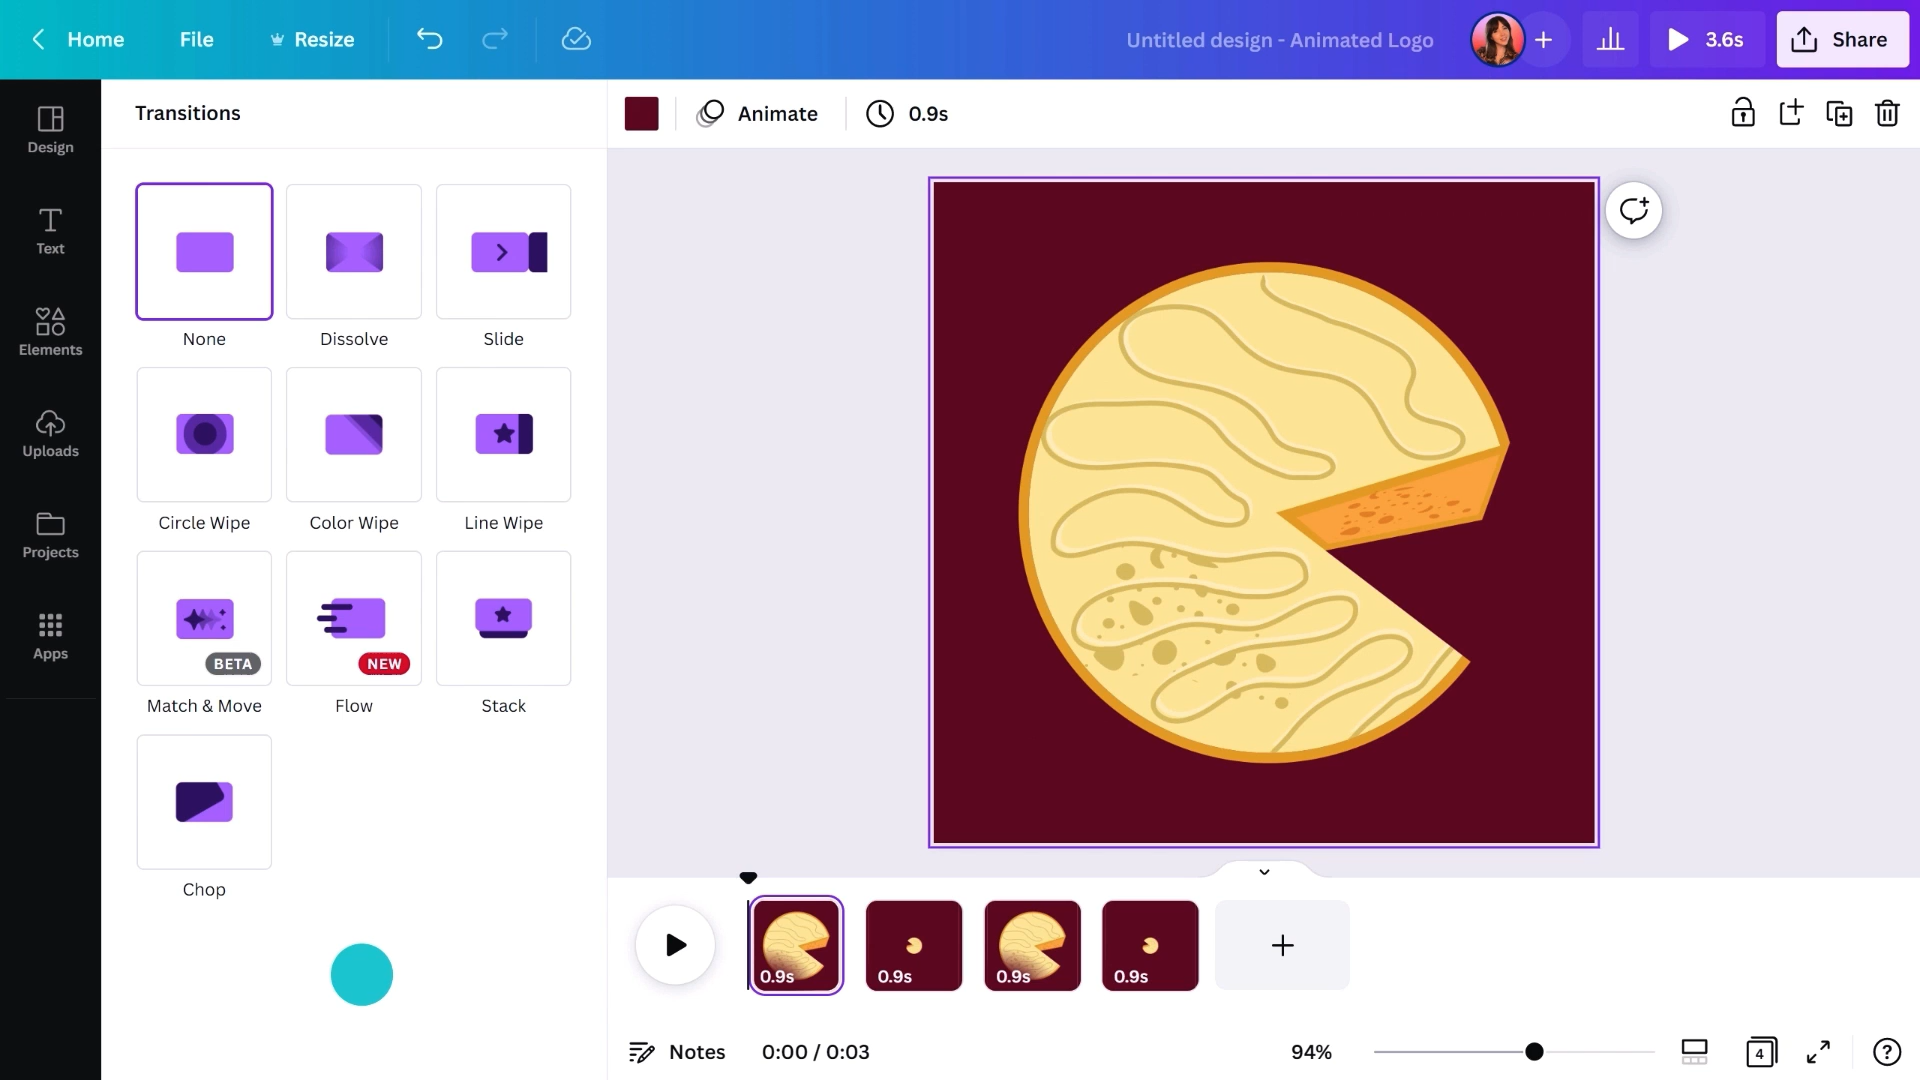 Home
File
Resize
Untitled design - Animated Logo
3.6s
Share
Design
Text
Elements
Uploads
Projects
Apps
Transitions
Animate
0.9s
None
Dissolve
Slide
Circle Wipe
Color Wipe
Line Wipe
BETA
NEW
Match & Move
Flow
Stack
Chop
0.9s
0.9s
0.9s
0.9s
Notes
0:00 / 0:03
94%
4